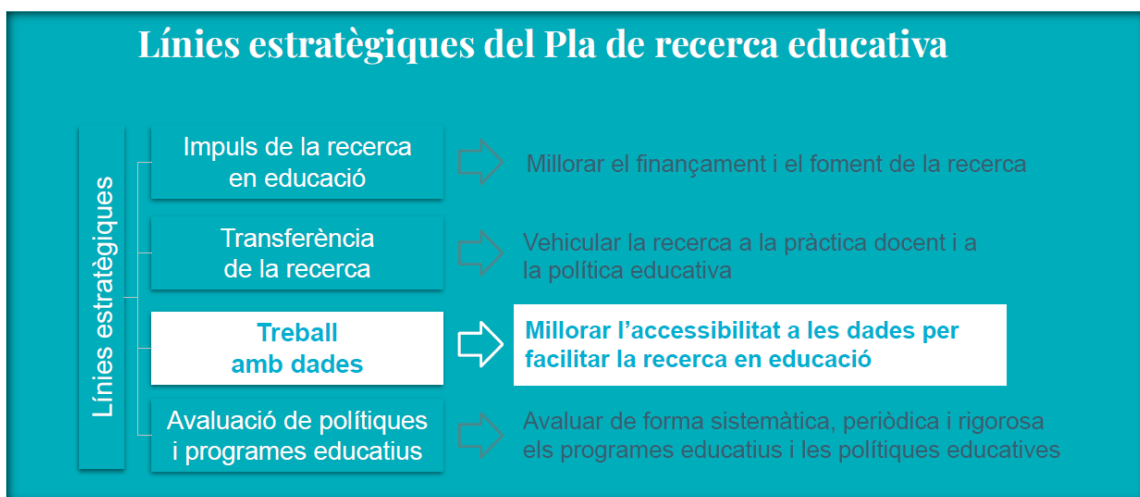 Línies estratègiques del Pla de recerca educativa
Línies estratègiques
Impuls de la recerca
en educació
Millorar el finançament i el foment de la recerca
Transferència
de la recerca
Vehicular la recerca a la pràctica docent i a
la política educativa
Treball
amb dades
Millorar l’accessibilitat a les dades per
facilitar la recerca en educació
Avaluació de polítiques
i programes educatius
Avaluar de forma sistemàtica, periòdica i rigorosa
els programes educatius i les polítiques educatives